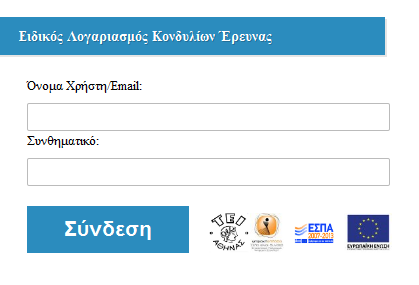 Ειδικός Λογαριασμός Κονδυλίων Έρευνας
Όνομα Χρήστη/Email:
Συνθηματικό:
Σύνδεση
ΤΕΙ
ΑΘΗΝΑΣ
ΕΣΠΑ
2007-2013
ΕΥΡΩΠΑΪΚΗ ΕΝΩΣΗ